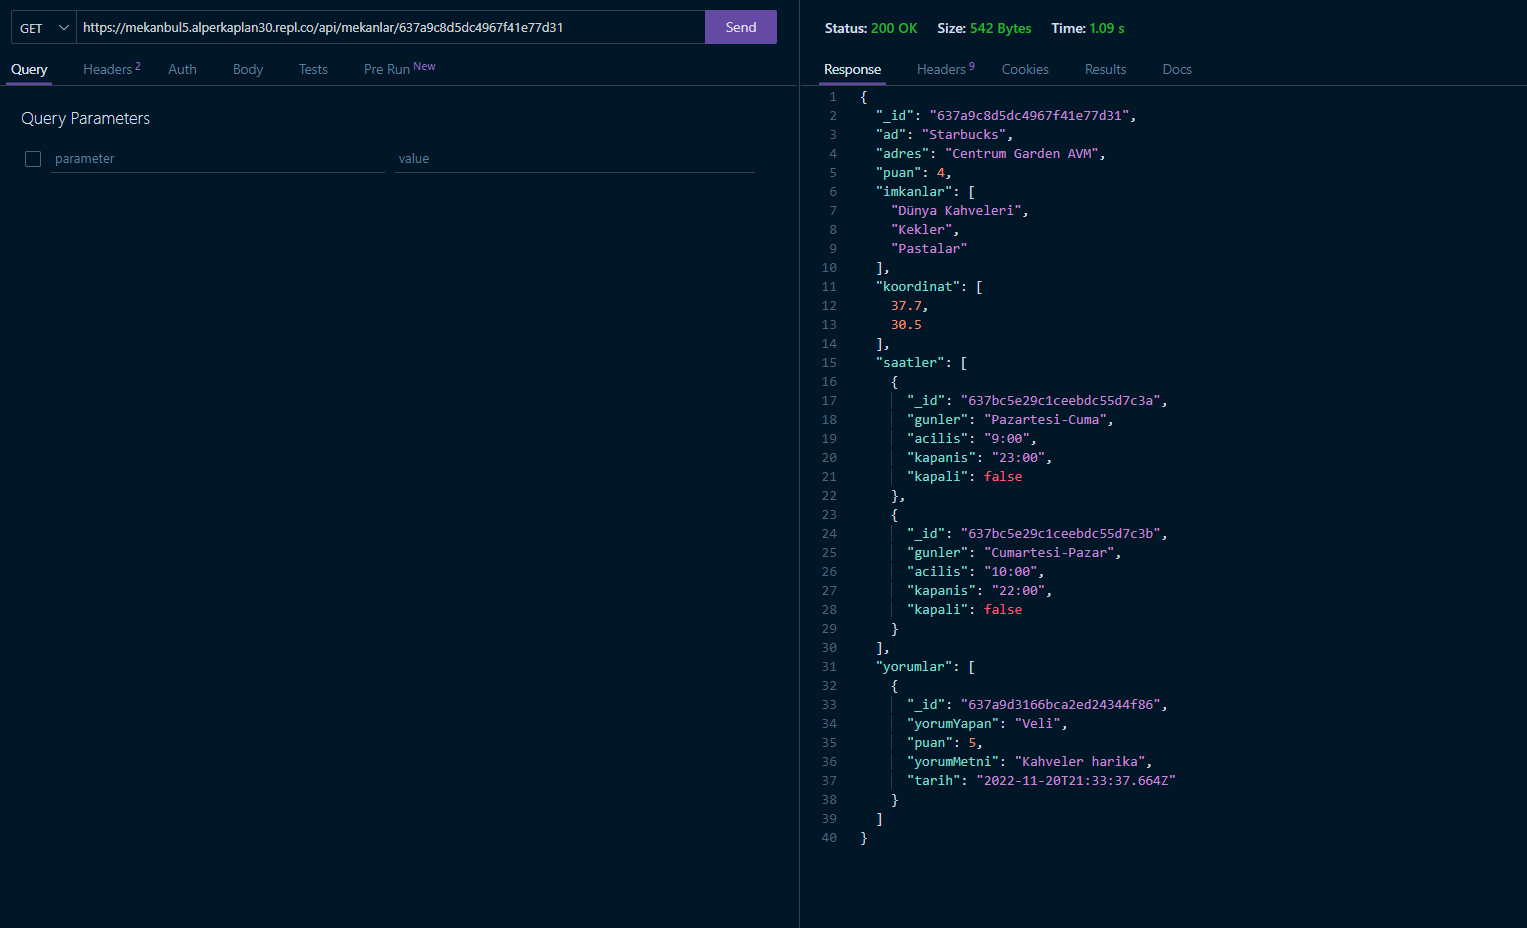 GET https://mekanbul5.alperkaplan30.repl.co/api/mekanlar/637a9c8d5dc4967f41e77d31 Send
Query Headers 2 Auth Body Tests Pre Run New
Query Parameters
parameter value
Status: 200 OK Size: 542 Bytes Time: 1.09 s
Response Headers 9 Cookies Results Docs
1 {
2 "_id": "637a9c8d5dc4967f41e77d31",
3 "ad": "Starbucks",
4 "adres": "Centrum Garden AVM",
5 "puan": 4,
6 "imkanlar": [
7 "Dünya Kahveleri",
8 "Kekler",
9 "Pastalar"
10 ],
11 "koordinat": [
12 37.7,
13 30.5
14 ],
15 "saatler": [
16 {
17 "_id": "637bc5e29c1ceebdc55d7c3a",
18 "gunler": "Pazartesi-Cuma",
19 "acilis": "9:00",
20 "kapanis": "23:00",
21 "kapali": false
22 },
23 {
24 "_id": "637bc5e29c1ceebdc55d7c3b",
25 "gunler": "Cumartesi-Pazar",
26 "acilis": "10:00",
27 "kapanis": "22:00",
28 "kapali": false
29 }
30 ],
31 "yorumlar": [
32 {
33 "_id": "637a9d3166bca2ed24344f86",
34 "yorumYapan": "Veli",
35 "puan": 5,
36 "yorumMetni": "Kahveler harika",
37 "tarih": "2022-11-20T21:33:37.664Z"
38 }
39 ]
40 }